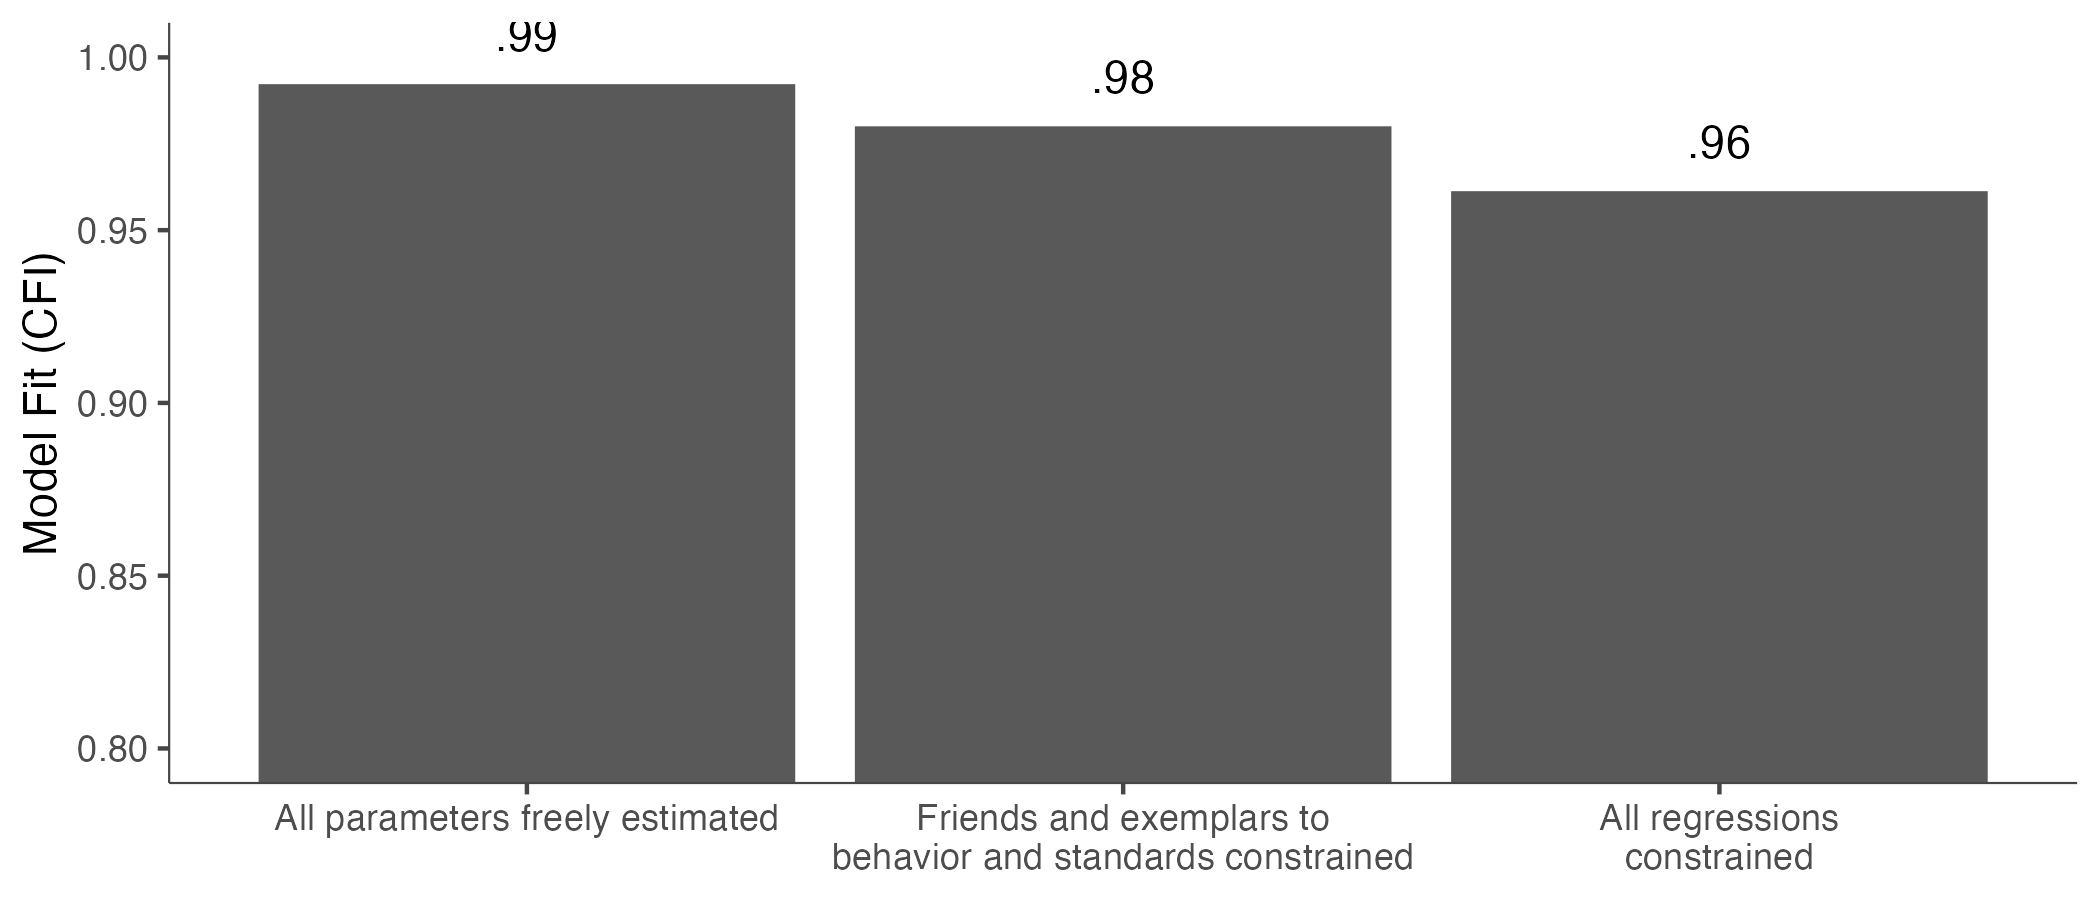 .99
.98
.96
1.00
0.95
0.90
0.85
0.80
Model Fit (CFI)
All parameters freely estimated
Friends and exemplars to
behavior and standards constrained
All regressions
constrained